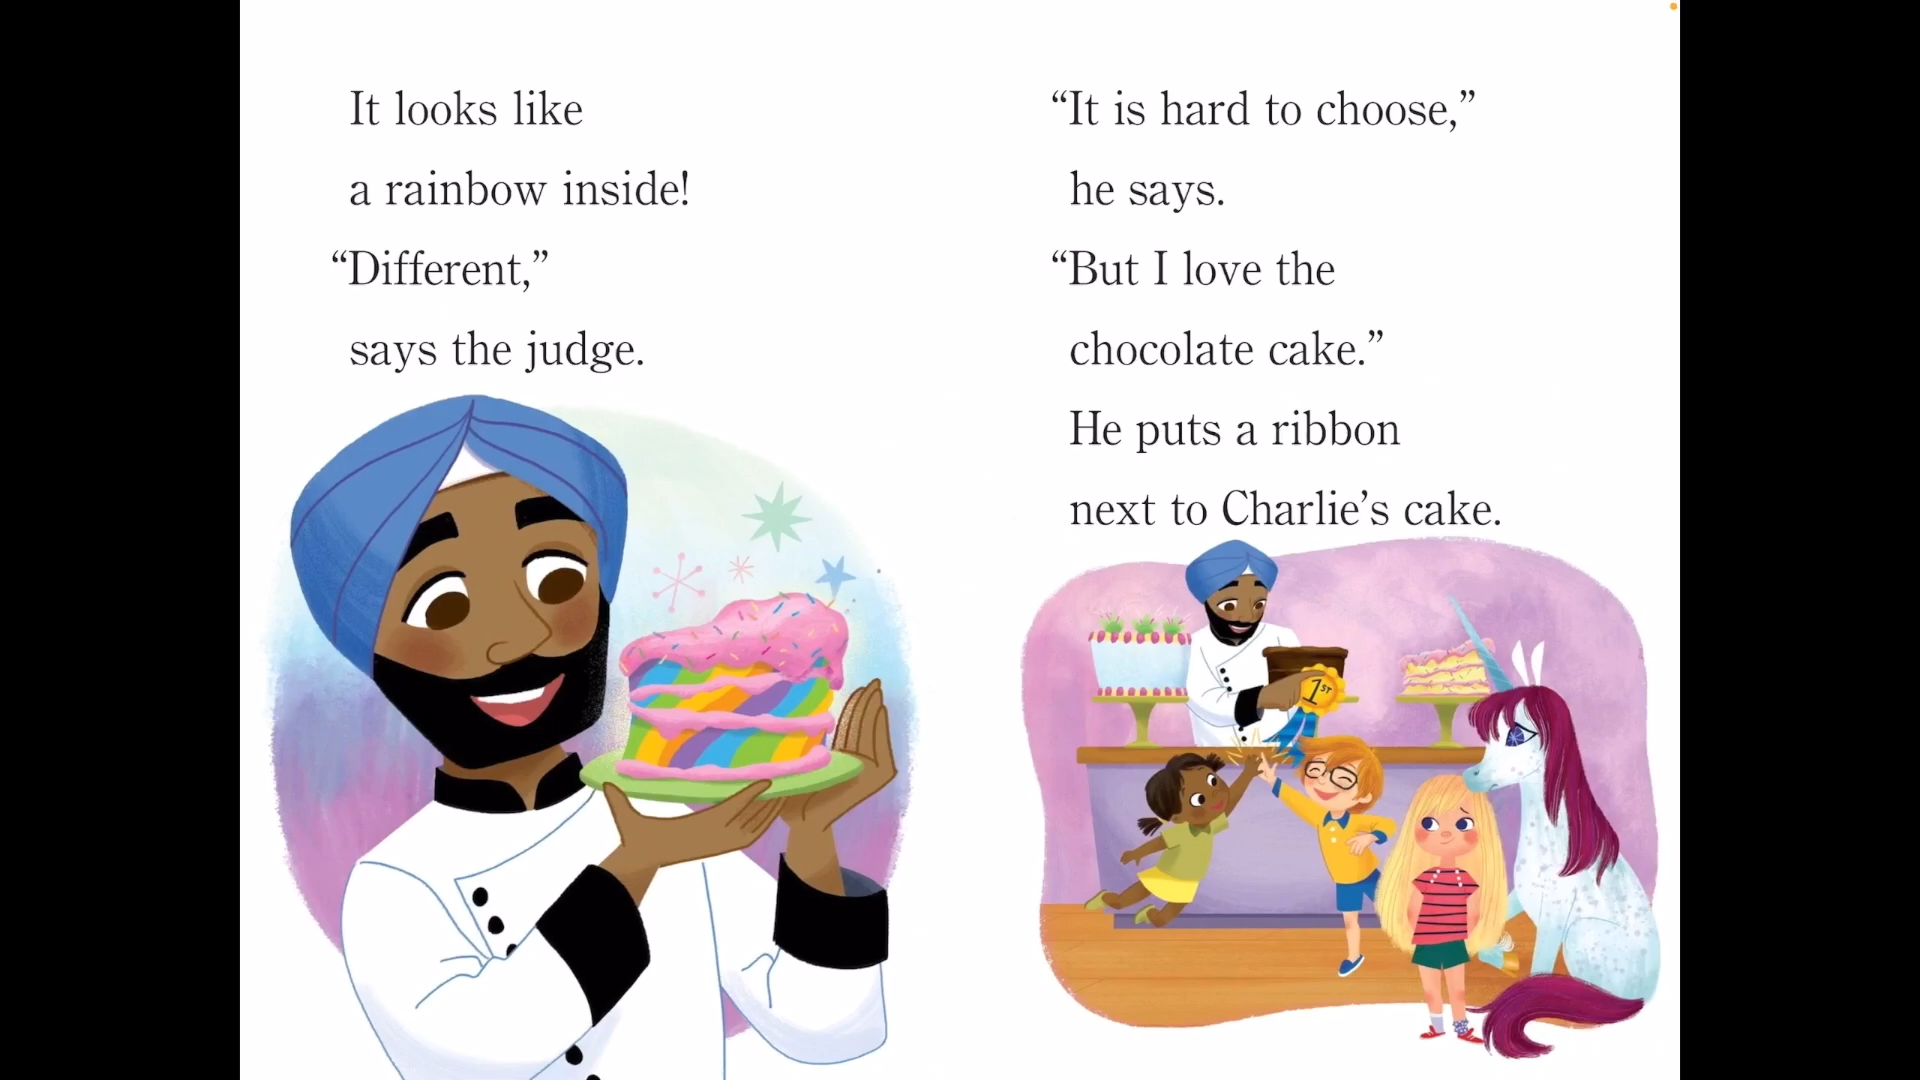 It looks like
a rainbow inside!
“Different,”
says the judge.
“It is hard to choose,”
he says.
“But I love the
chocolate cake.”
He puts a ribbon
next to Charlie’s cake.
1ST